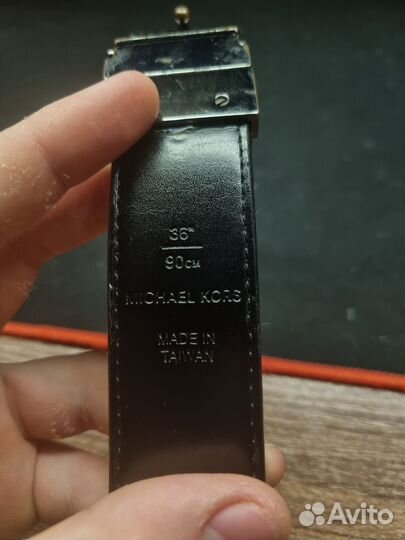 36"
90CM
MICHAEL KORS
MADE IN
TAIWAN
Avito